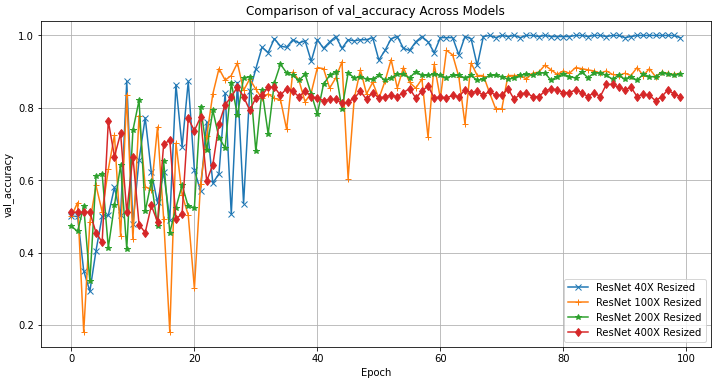 Comparison of val_accuracy Across Models
1.0
0.8
0.6
0.4
0.2
val_accuracy
0 20 40 60 80 100
Epoch
ResNet 40X Resized
ResNet 100X Resized
ResNet 200X Resized
ResNet 400X Resized